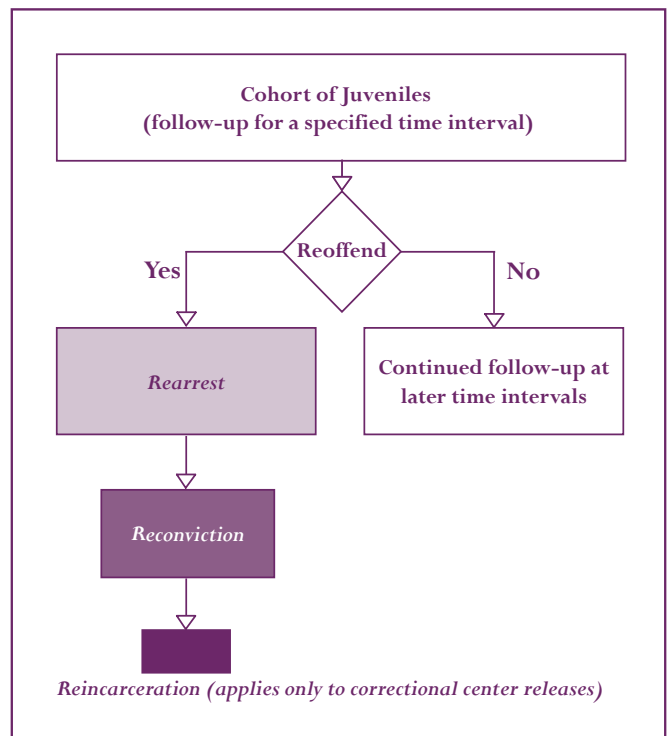 Cohort of Juveniles
(follow-up for a specified time interval)
Reoffend
Yes
No
Rearrest
Continued follow-up at
later time intervals
Reconviction
Reincarceration (applies only to correctional center releases)